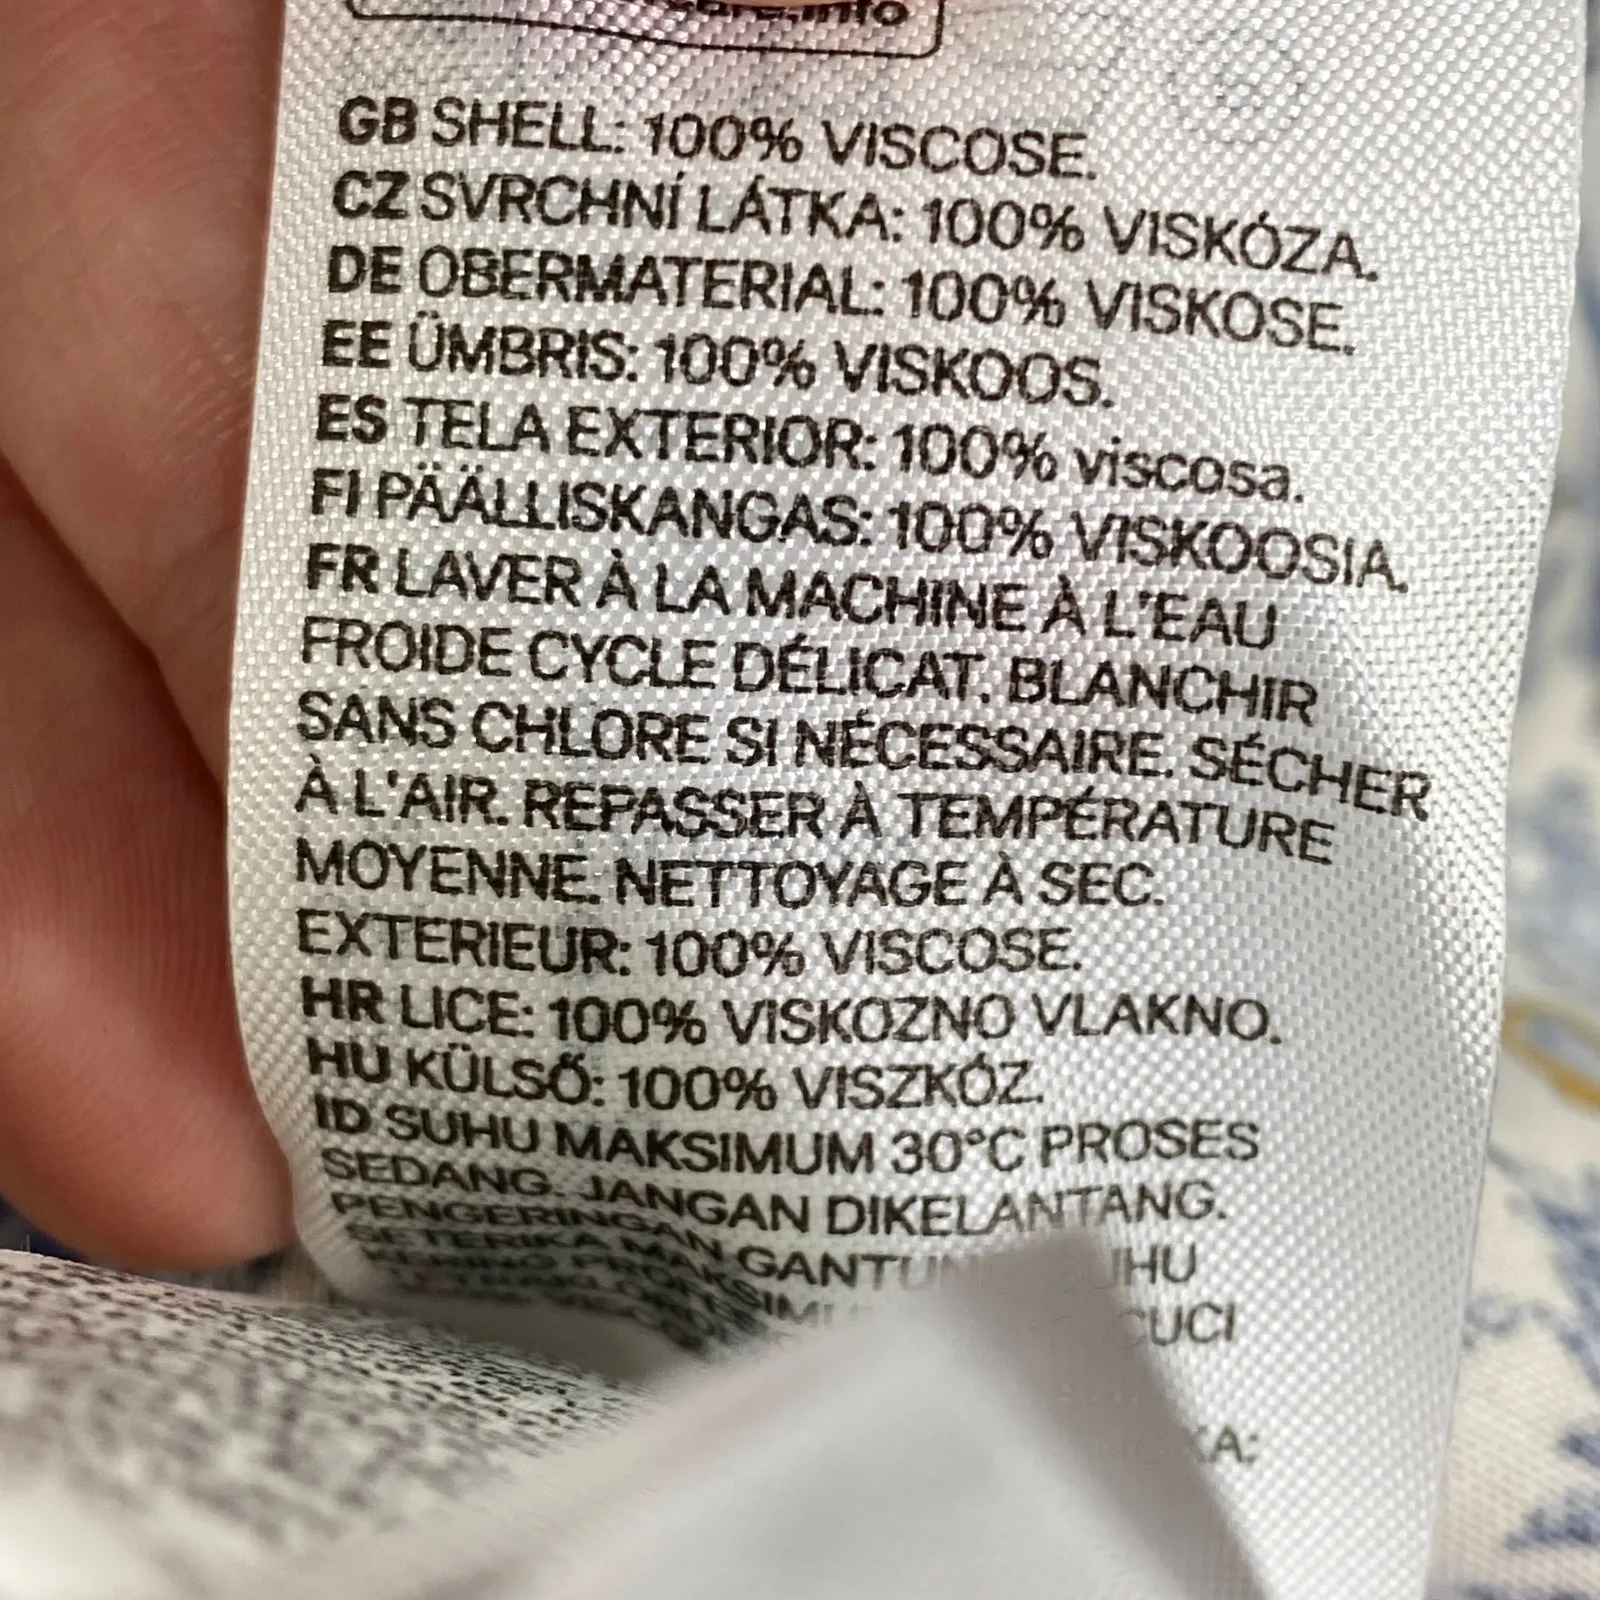 GB SHELL: 100% VISCOSE.
CZ SVRCHNÍ LÁTKA: 100% VISKÓZA.
DE OBERMATERIAL: 100% VISKOSE.
EE ÜMBRIS: 100% VISKOOS.
ES TELA EXTERIOR: 100% viscosa.
FI PÄÄLLISKANGAS: 100% VISKOOSIA.
FR LAVER À LA MACHINE À L'EAU
FROIDE CYCLE DÉLICAT. BLANCHIR
SANS CHLORE SI NÉCESSAIRE. SÉCHER
À L'AIR. REPASSER À TEMPÉRATURE
MOYENNE. NETTOYAGE À SEC.
EXTERIEUR: 100% VISCOSE.
HR LICE: 100% VISKOZNO VLAKNO.
HU KÜLSŐ: 100% VISZKÓZ.
ID SUHU MAKSIMUM 30°C PROSES
SEDANG. JANGAN DIKELANTANG.
PENGERINGAN
SETERIKA CUCI